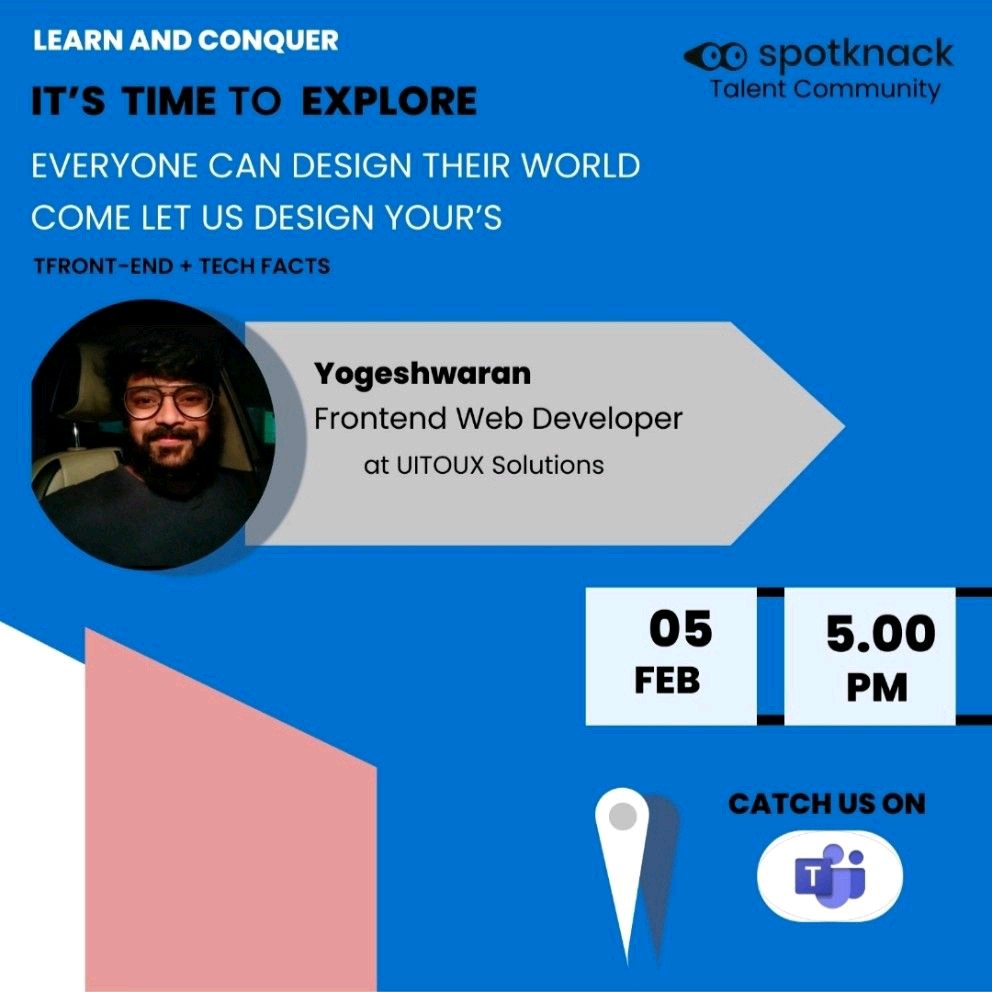 LEARN AND CONQUER
spotknack
Talent Community
IT'S TIME TO EXPLORE
EVERYONE CAN DESIGN THEIR WORLD
COME LET US DESIGN YOUR'S
TFRONT-END + TECH FACTS
Yogeshwaran
Frontend Web Developer
at UITOUX Solutions
05
FEB
5.00
PM
CATCH US ON
T